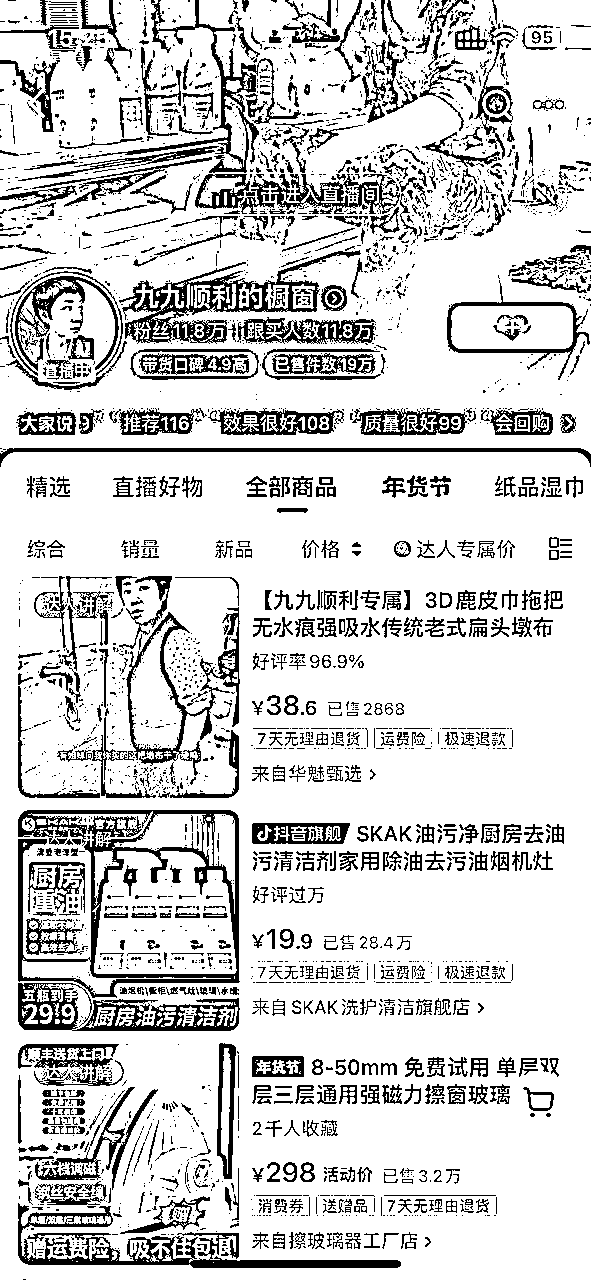 95
点击进入直播间
九九顺利的橱窗
粉丝11.8万 跟买人数11.8万
带货口碑4.9高 已售件数19万
直播中
大家说 推荐116 效果很好108 质量很好99 会回购
精选 直播好物 全部商品 年货节 纸品湿巾
综合 销量 新品 价格 达人专属价
达人讲解
【九九顺利专属】3D鹿皮巾拖把
无水痕强吸水传统老式扁头墩布
好评率96.9%
¥38.6 已售2868
7天无理由退货 运费险 极速退款
来自华魅甄选
达人讲解
厨房
重油
五瓶到手
29.9
厨房油污清洁剂
抖音旗舰 SKAK油污净厨房去油
污清洁剂家用除油去污油烟机灶
好评过万
¥19.9 已售28.4万
7天无理由退货 运费险 极速退款
来自SKAK洗护清洁旗舰店
顺丰送货上门
达人讲解
六档调磁
赠运费险，吸不住包退
年货节 8-50mm 免费试用 单层双
层三层通用强磁力擦窗玻璃
2千人收藏
¥298 活动价 已售3.2万
消费券 送赠品 7天无理由退货
来自擦玻璃器工厂店